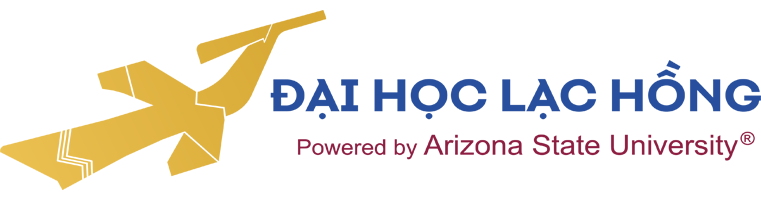 ĐẠI HỌC LẠC HỒNG
Powered by Arizona State University®